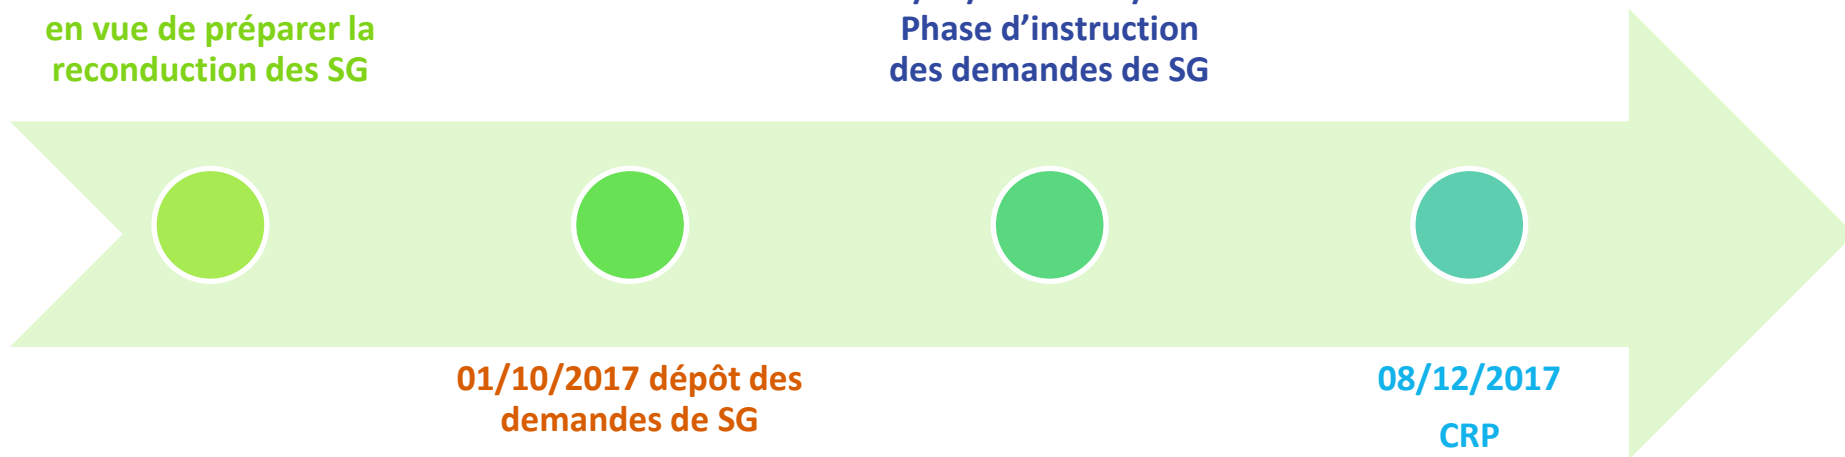 en vue de préparer la
reconduction des SG
Phase d’instruction
des demandes de SG
01/10/2017 dépôt des
demandes de SG
08/12/2017
CRP